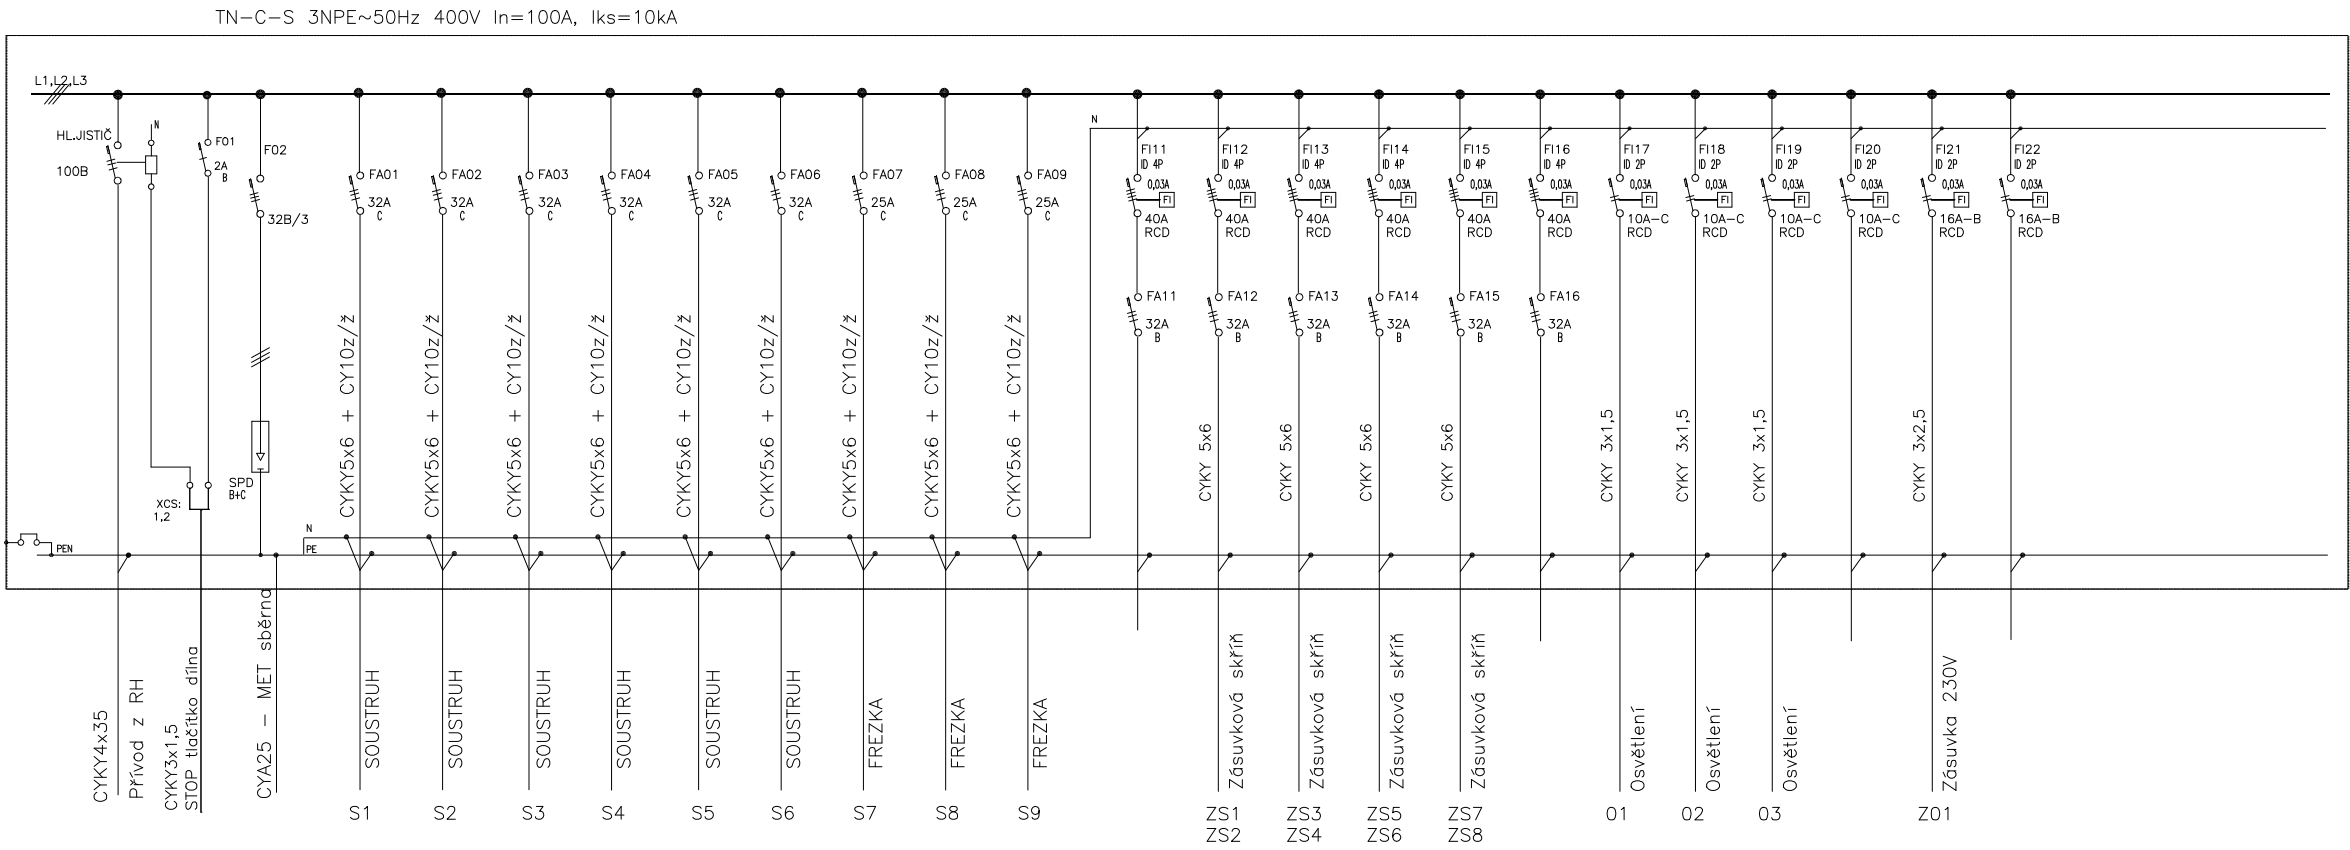 TN-C-S 3NPE~50Hz 400V In=100A, Iks=10kA
L1,L2,L3
HL.JISTIČ
100B
N
F01
2A
B
F02
32B/3
SPD
B+C
XCS:
1,2
PEN
N
PE
FA01
32A
C
FA02
32A
C
FA03
32A
C
FA04
32A
C
FA05
32A
C
FA06
32A
C
FA07
25A
C
FA08
25A
C
FA09
25A
C
N
FI11
ID 4P
0,03A
FI
40A
RCD
FI12
ID 4P
0,03A
FI
40A
RCD
FI13
ID 4P
0,03A
FI
40A
RCD
FI14
ID 4P
0,03A
FI
40A
RCD
FI15
ID 4P
0,03A
FI
40A
RCD
FI16
ID 4P
0,03A
FI
40A
RCD
FI17
ID 2P
0,03A
FI
10A-C
RCD
FI18
ID 2P
0,03A
FI
10A-C
RCD
FI19
ID 2P
0,03A
FI
10A-C
RCD
FI20
ID 2P
0,03A
FI
10A-C
RCD
FI21
ID 2P
0,03A
FI
16A-B
RCD
FI22
ID 2P
0,03A
FI
16A-B
RCD
FA11
32A
B
FA12
32A
B
FA13
32A
B
FA14
32A
B
FA15
32A
B
FA16
32A
B
CYKY5x6 + CY10z/ž
CYKY5x6 + CY10z/ž
CYKY5x6 + CY10z/ž
CYKY5x6 + CY10z/ž
CYKY5x6 + CY10z/ž
CYKY5x6 + CY10z/ž
CYKY5x6 + CY10z/ž
CYKY5x6 + CY10z/ž
CYKY5x6 + CY10z/ž
CYKY 5x6
CYKY 5x6
CYKY 5x6
CYKY 5x6
CYKY 3x1,5
CYKY 3x1,5
CYKY 3x1,5
CYKY 3x2,5
CYKY4x35
Přívod z RH
CYKY3x1,5
STOP tlačítko dílna
CYA25 - MET sběrna
SOUSTRUH
SOUSTRUH
SOUSTRUH
SOUSTRUH
SOUSTRUH
SOUSTRUH
FREZKA
FREZKA
FREZKA
Zásuvková skříň
Zásuvková skříň
Zásuvková skříň
Zásuvková skříň
Osvětlení
Osvětlení
Osvětlení
Zásuvka 230V
S1
S2
S3
S4
S5
S6
S7
S8
S9
ZS1
ZS2
ZS3
ZS4
ZS5
ZS6
ZS7
ZS8
O1
O2
O3
ZO1